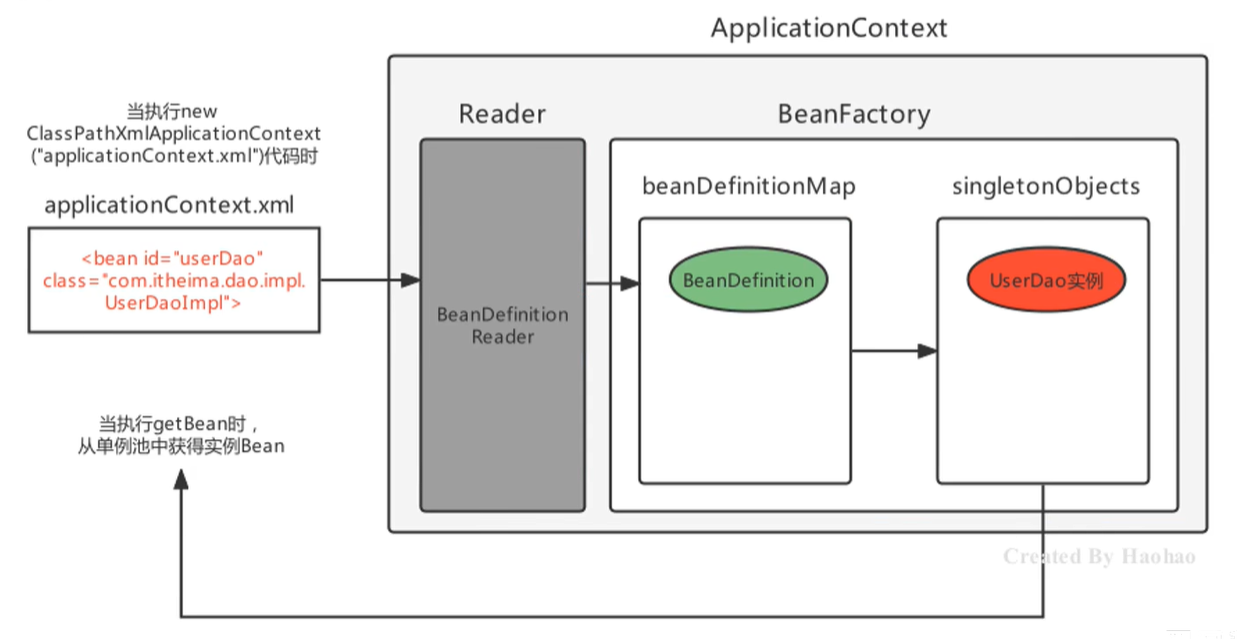 ApplicationContext
当执行new
ClassPathXmlApplicationContext
("applicationContext.xml")代码时
applicationContext.xml
<bean id="userDao"
class="com.itheima.dao.impl.
UserDaoImpl">
Reader
BeanDefinition
Reader
BeanFactory
beanDefinitionMap
BeanDefinition
singletonObjects
UserDao实例
当执行getBean时，
从单例池中获得实例Bean
Created By Haohao